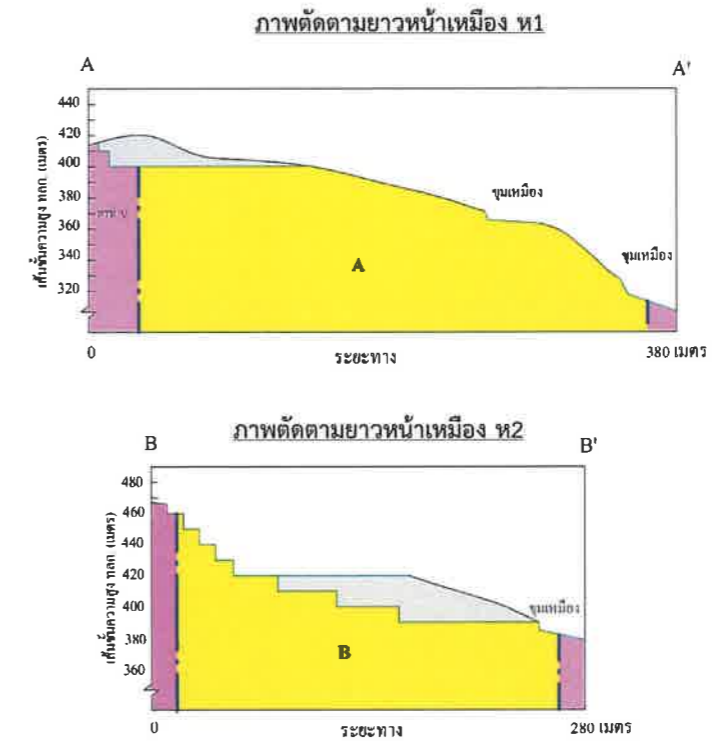 ภาพตัดตามยาวหน้าเหมือง ห1
A
A'
440
420
400
380
360
340
320
เส้นชั้นความสูง ทลก. (เมตร)
ขุมเหมือง
ขุมเหมือง
A
0
ระยะทาง
380 เมตร
ภาพตัดตามยาวหน้าเหมือง ห2
B
B'
480
460
440
420
400
380
360
เส้นชั้นความสูง ทลก. (เมตร)
ขุมเหมือง
B
0
ระยะทาง
280 เมตร